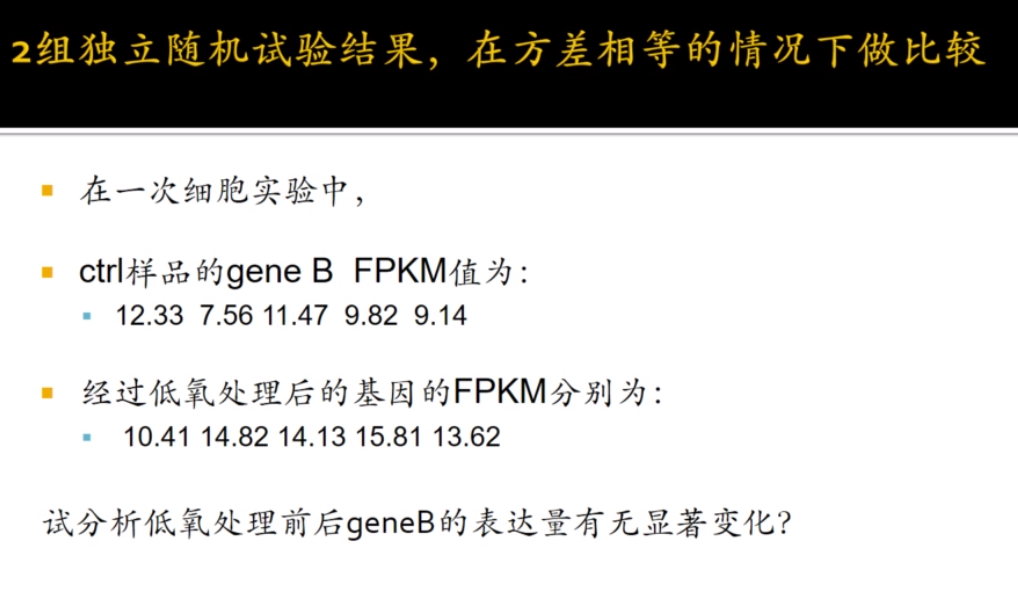 2组独立随机试验结果，在方差相等的情况下做比较
在一次细胞实验中，
ctrl样品的gene B FPKM值为：
12.33 7.56 11.47 9.82 9.14
经过低氧处理后的基因的FPKM分别为：
10.41 14.82 14.13 15.81 13.62
试分析低氧处理前后geneB的表达量有无显著变化？